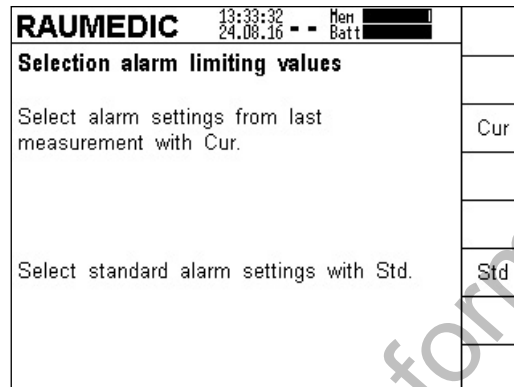 RAUMEDIC 13:33:32 Mem
24.08.16 - - Batt
Selection alarm limiting values
Select alarm settings from last
measurement with Cur.
Cur
Select standard alarm settings with Std.
Std